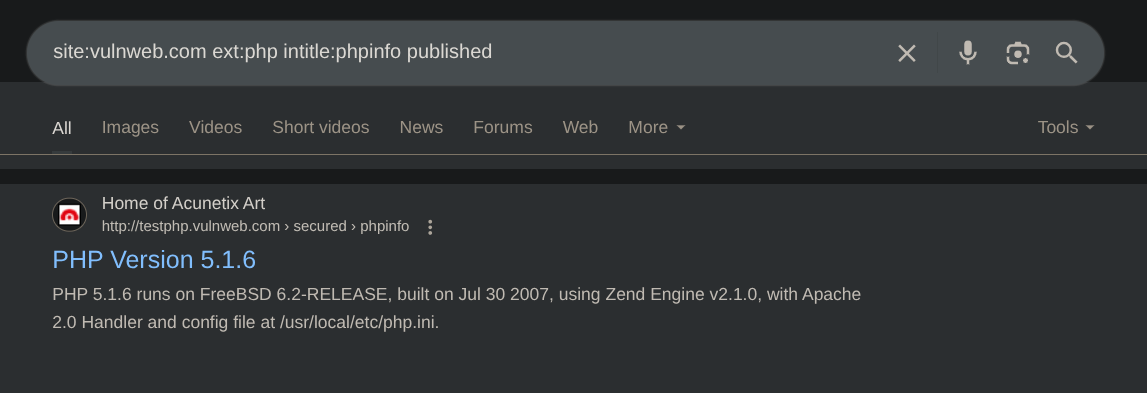 site:vulnweb.com ext:php intitle:phpinfo published
All Images Videos Short videos News Forums Web More Tools
Home of Acunetix Art
http://testphp.vulnweb.com › secured › phpinfo
PHP Version 5.1.6
PHP 5.1.6 runs on FreeBSD 6.2-RELEASE, built on Jul 30 2007, using Zend Engine v2.1.0, with Apache
2.0 Handler and config file at /usr/local/etc/php.ini.